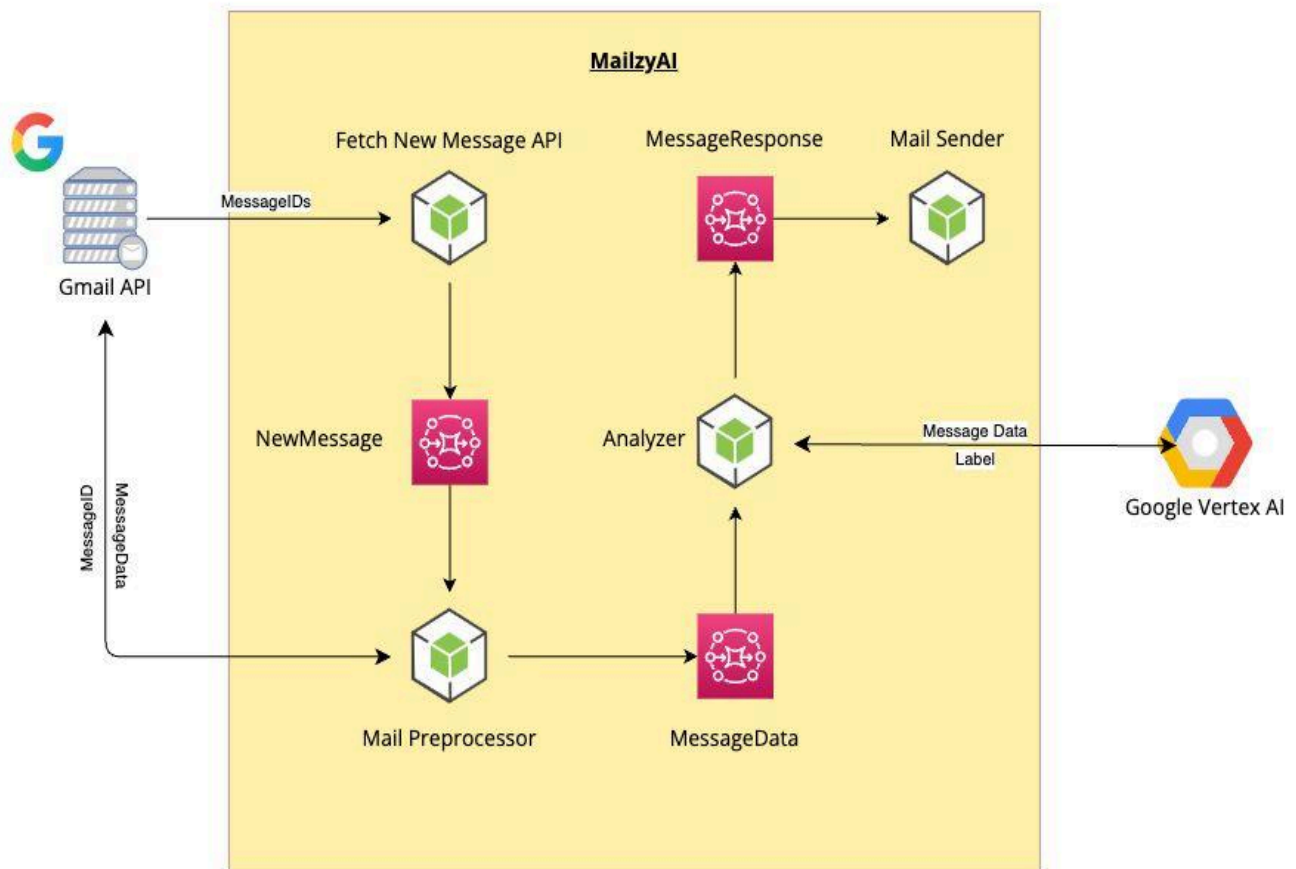 MailzyAI
Fetch New Message API
MessageResponse
Mail Sender
MessageIDs
Gmail API
NewMessage
Analyzer
Message Data
Label
Google Vertex AI
MessageID
MessageData
Mail Preprocessor
MessageData